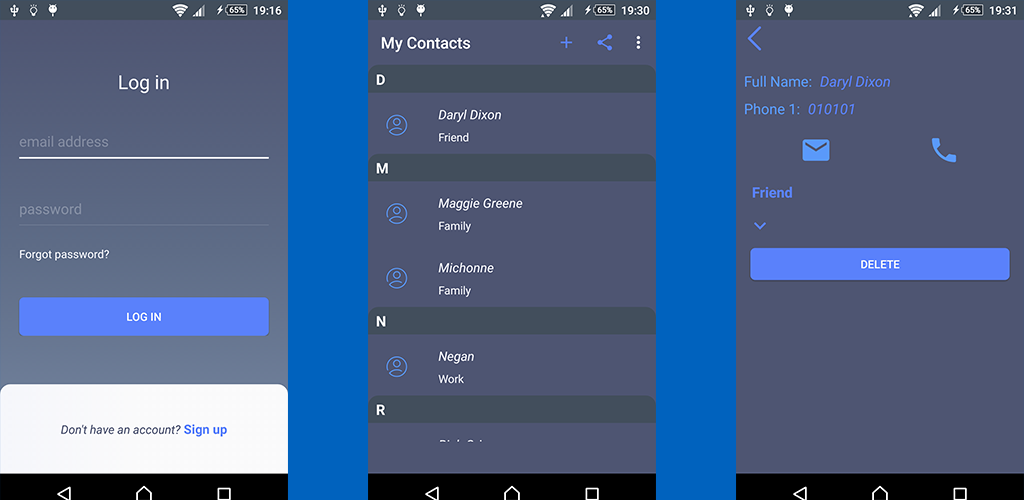 65% 19:16
Log in
email address
password
Forgot password?
LOG IN
Don't have an account? Sign up
65% 19:30
My Contacts
D
Daryl Dixon
Friend
M
Maggie Greene
Family
Michonne
Family
N
Negan
Work
R
65% 19:31
Full Name: Daryl Dixon
Phone 1: 010101
Friend
DELETE